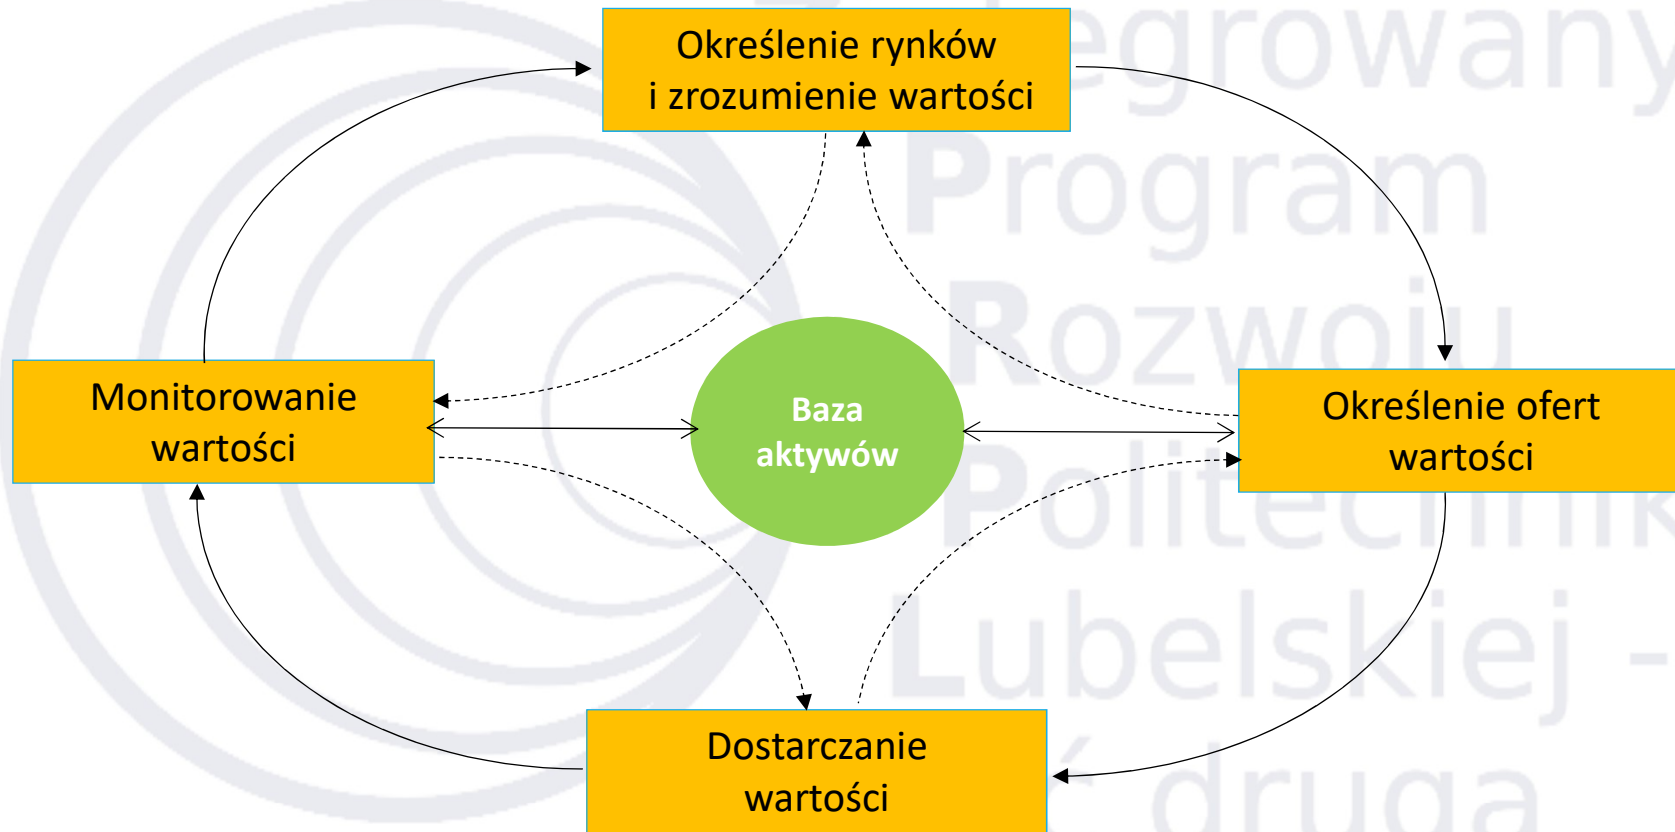 egrowany
Określenie rynków
i zrozumienie wartości
Program
Rozwoju
Monitorowanie
wartości
Baza
aktywów
Określenie ofert
wartości
Politechnik
Lubelskiej -
Dostarczanie
wartości
druga